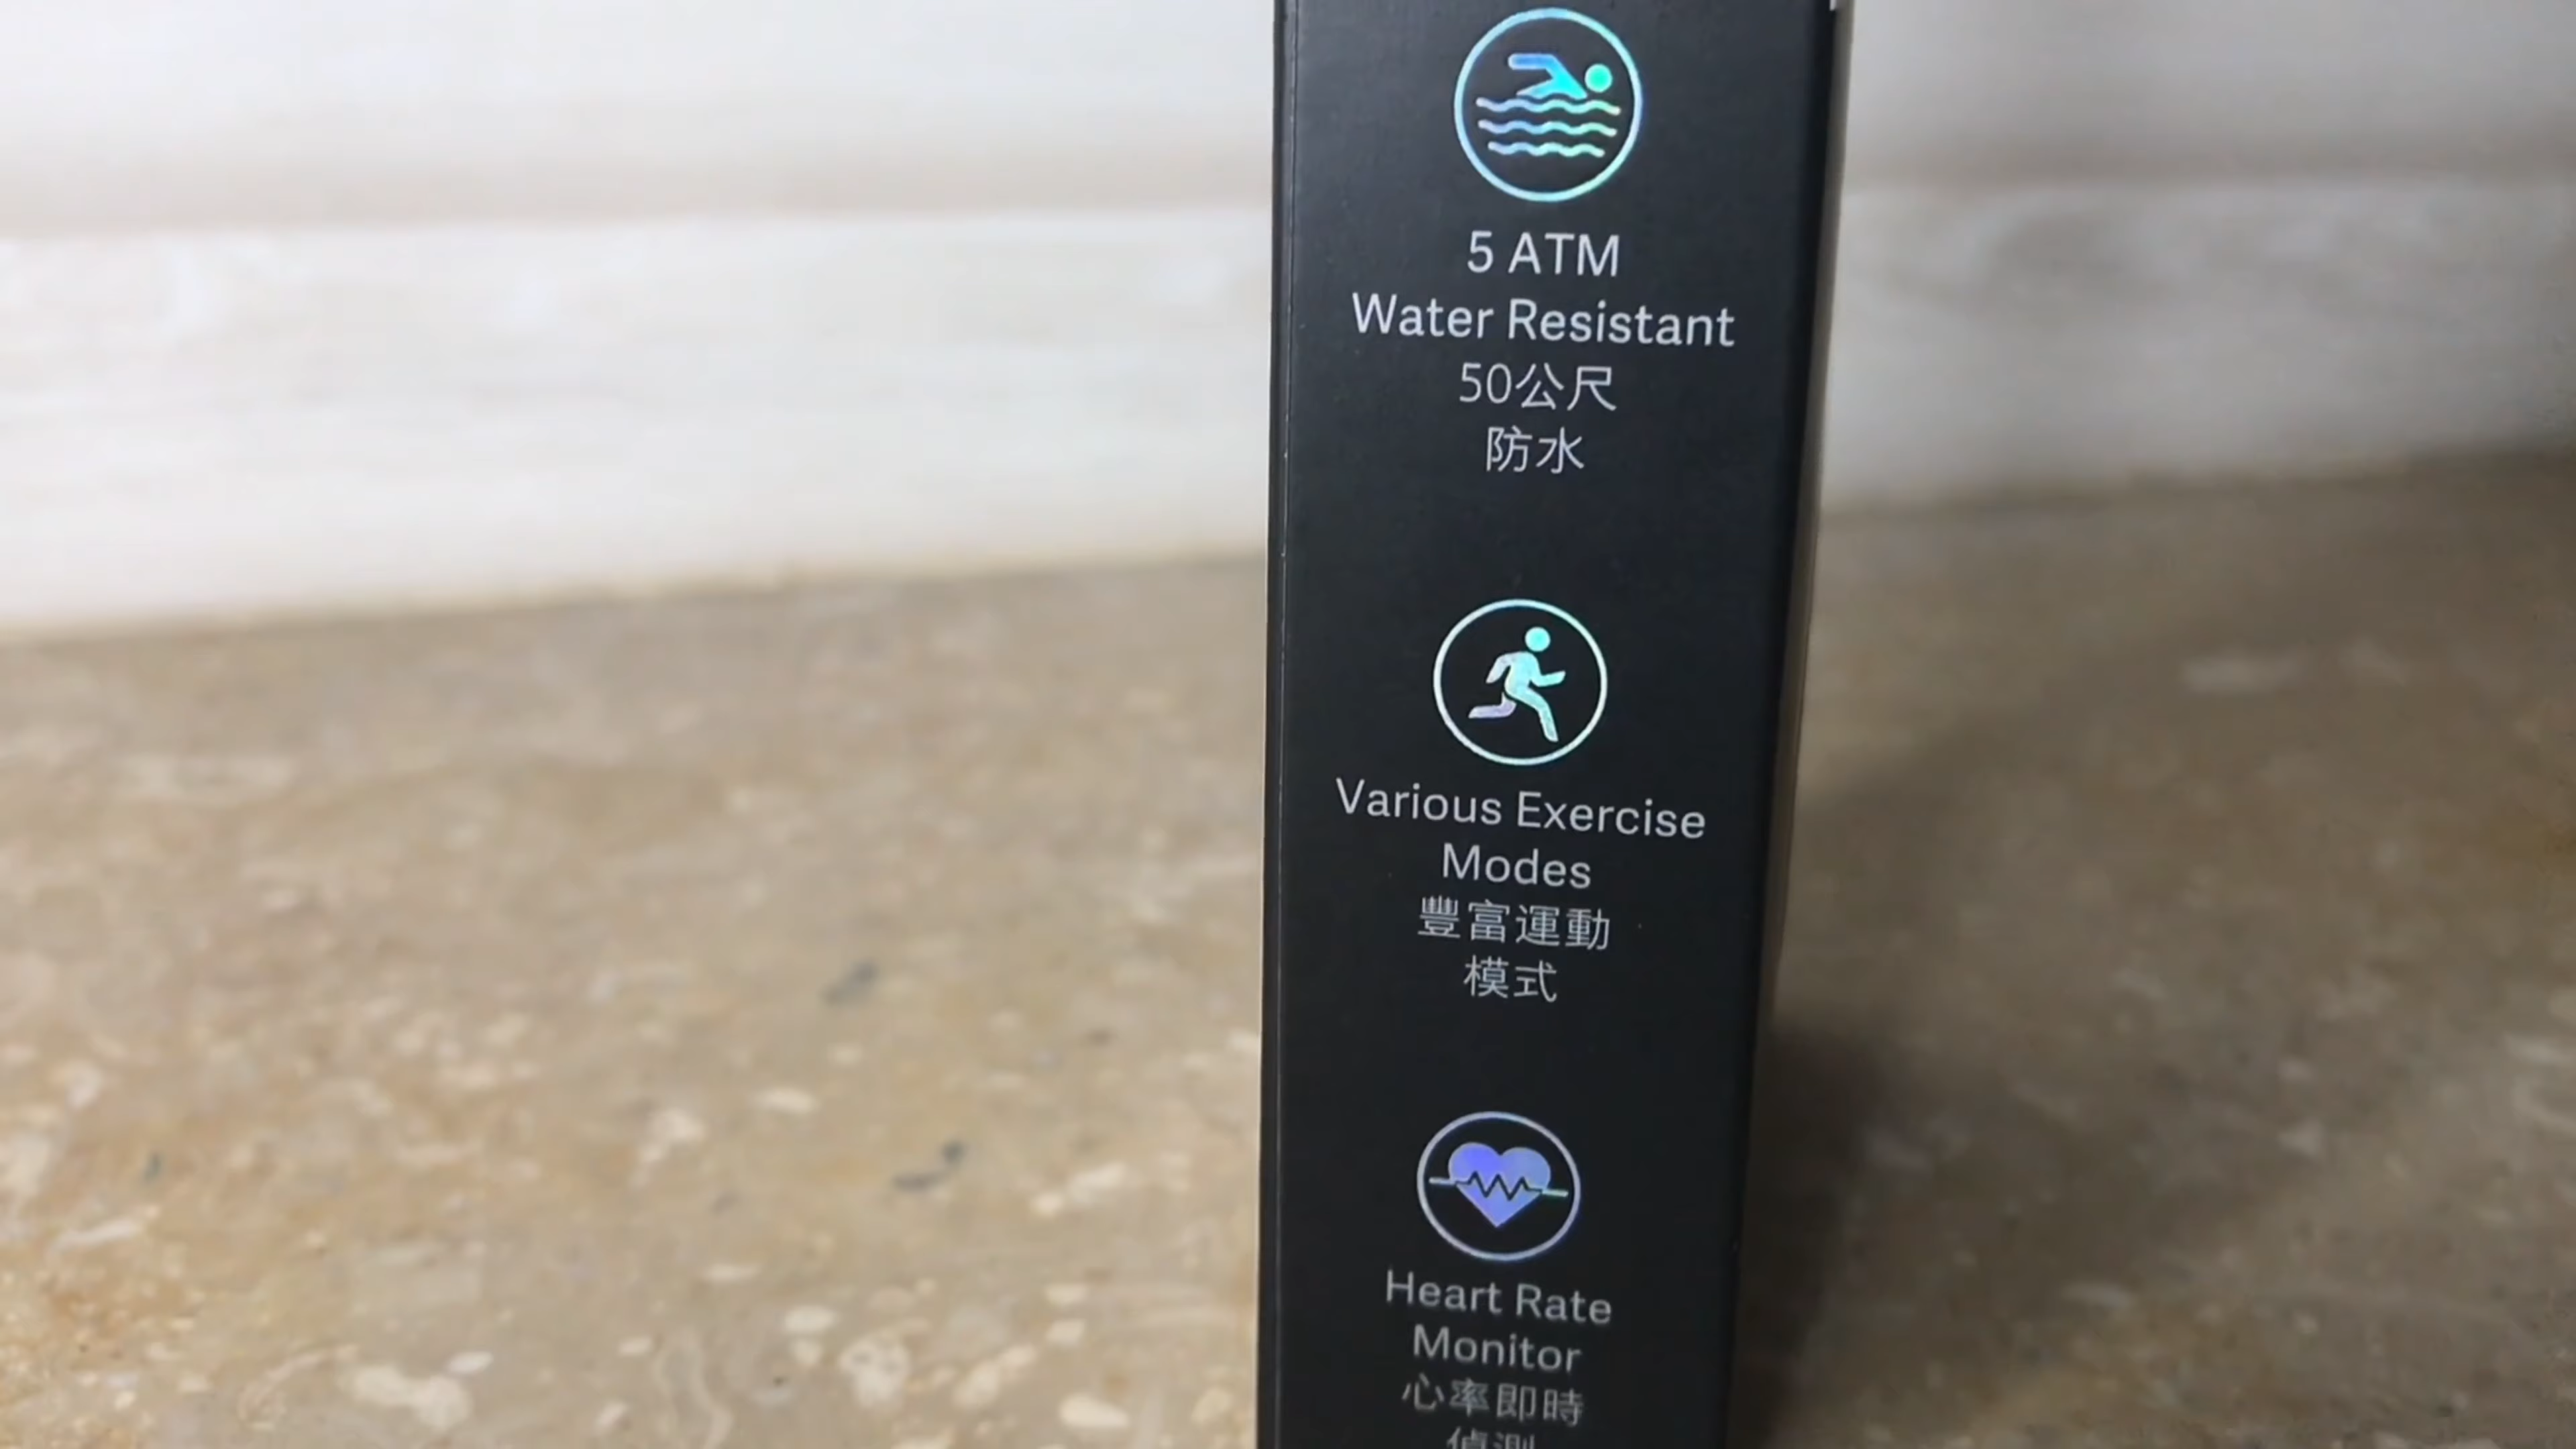 5 ATM
Water Resistant
50公尺
防水
Various Exercise
Modes
豐富運動
模式
Heart Rate
Monitor
心率即時
偵測